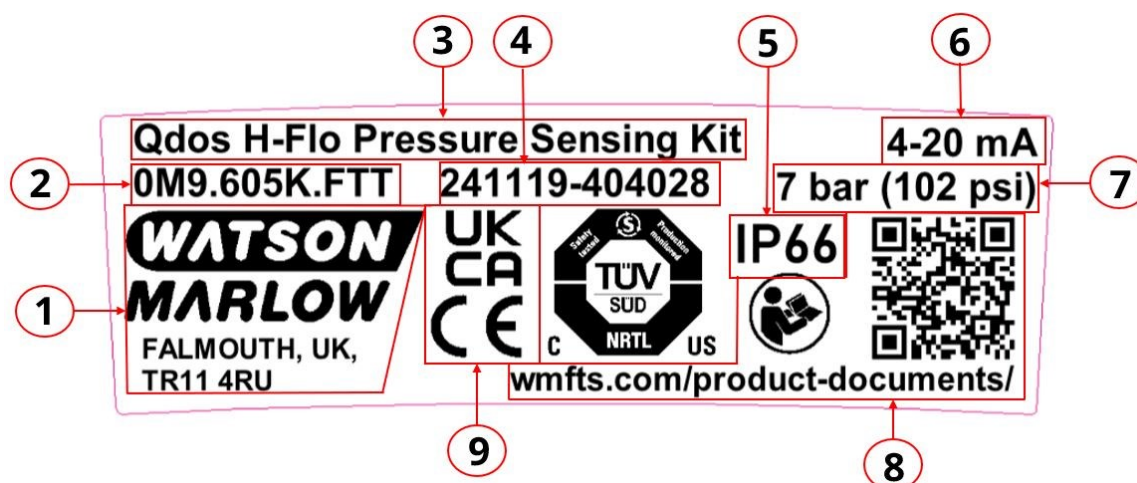 3
4
5
6
Qdos H-Flo Pressure Sensing Kit
4-20 mA
2
0M9.605K.FTT
241119-404028
7 bar (102 psi)
7
1
WATSON
MARLOW
FALMOUTH, UK,
TR11 4RU
UK
CA
CE
Safety tested
S
Production monitored
TÜV
SÜD
C
NRTL
US
IP66
wmfts.com/product-documents/
9
8